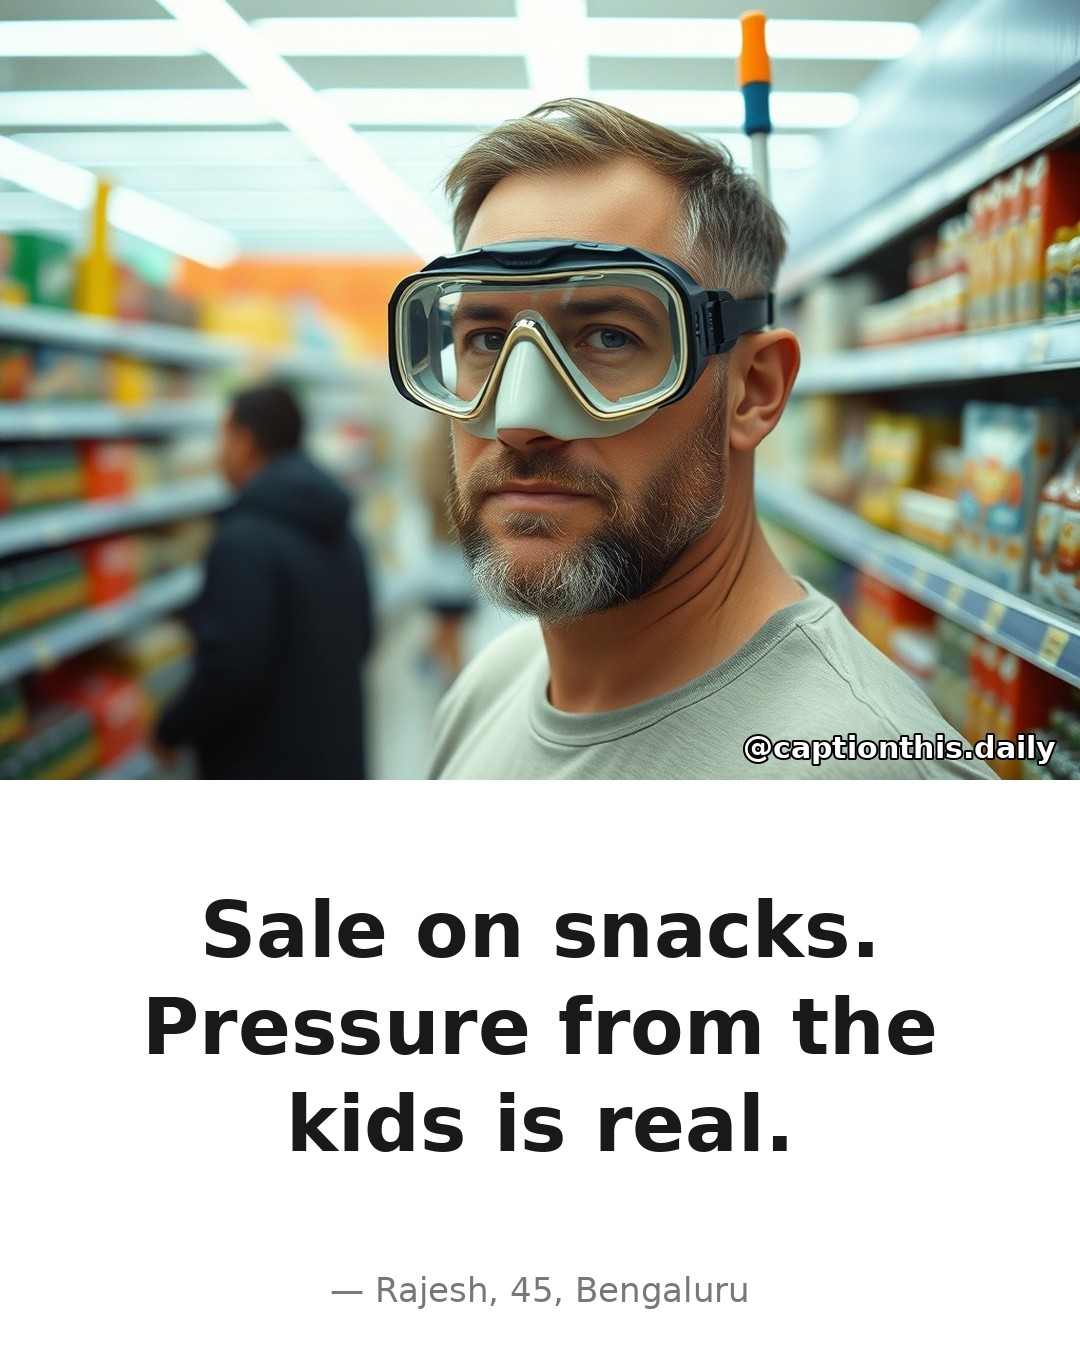 @captionthis.daily
Sale on snacks.
Pressure from the
kids is real.
— Rajesh, 45, Bengaluru